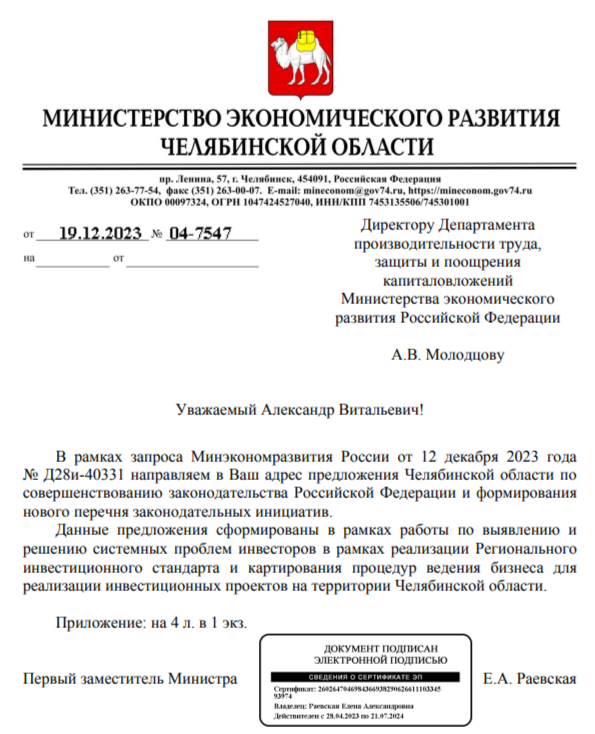 МИНИСТЕРСТВО ЭКОНОМИЧЕСКОГО РАЗВИТИЯ
ЧЕЛЯБИНСКОЙ ОБЛАСТИ
пр. Ленина, 57, г. Челябинск, 454091, Российская Федерация
Тел. (351) 263-77-54, факс (351) 263-00-07. E-mail: mineconom@gov74.ru, https://mineconom.gov74.ru
ОКПО 00097324, ОГРН 1047424527040, ИНН/КПП 7453135506/745301001
от 19.12.2023 № 04-7547
на от
Директору Департамента
производительности труда,
защиты и поощрения
капиталовложений
Министерства экономического
развития Российской Федерации
А.В. Молодцову
Уважаемый Александр Витальевич!
В рамках запроса Минэкономразвития России от 12 декабря 2023 года
№ Д28и-40331 направляем в Ваш адрес предложения Челябинской области по
совершенствованию законодательства Российской Федерации и формирования
нового перечня законодательных инициатив.
Данные предложения сформированы в рамках работы по выявлению и
решению системных проблем инвесторов в рамках реализации Регионального
инвестиционного стандарта и картирования процедур ведения бизнеса для
реализации инвестиционных проектов на территории Челябинской области.
Приложение: на 4 л. в 1 экз.
ДОКУМЕНТ ПОДПИСАН
ЭЛЕКТРОННОЙ ПОДПИСЬЮ
СВЕДЕНИЯ О СЕРТИФИКАТЕ ЭП
Сертификат: 2602647046984366938290626611103345
93974
Владелец: Раевская Елена Александровна
Действителен с 28.04.2023 по 21.07.2024
Первый заместитель Министра
Е.А. Раевская